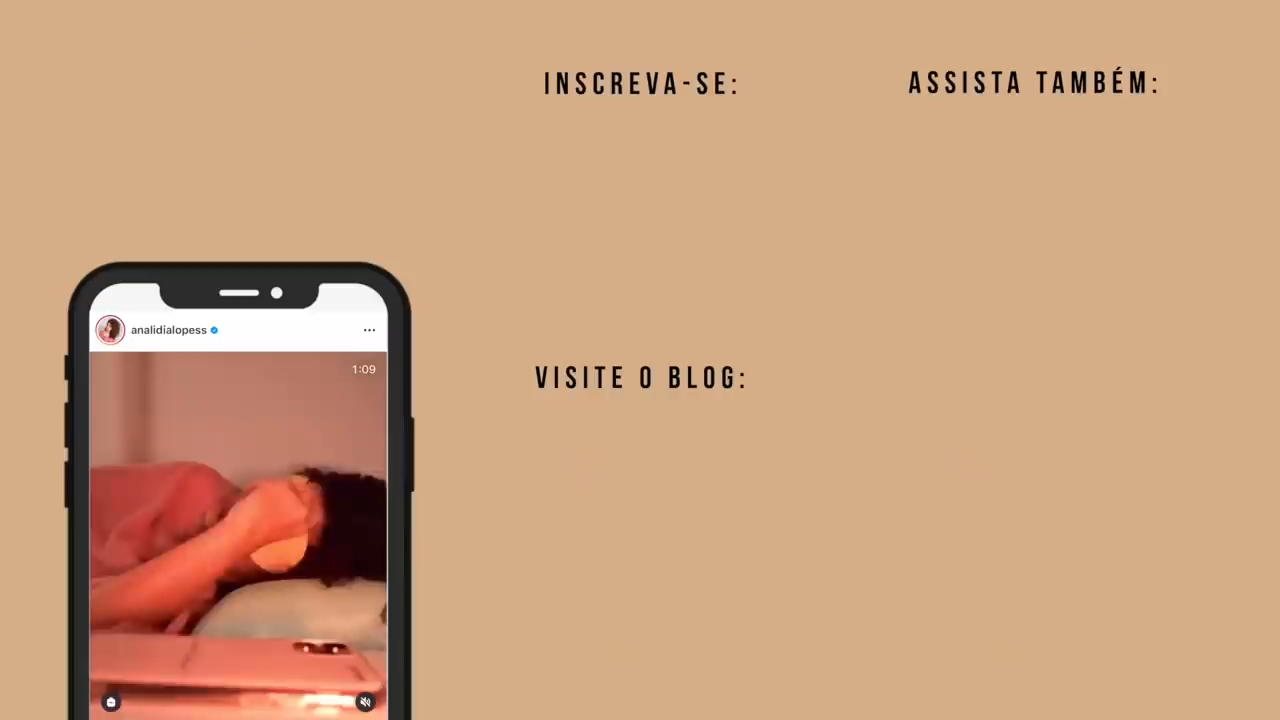 INSCREVA-SE:
ASSISTA TAMBÉM:
analidialopess
1:09
VISITE O BLOG: